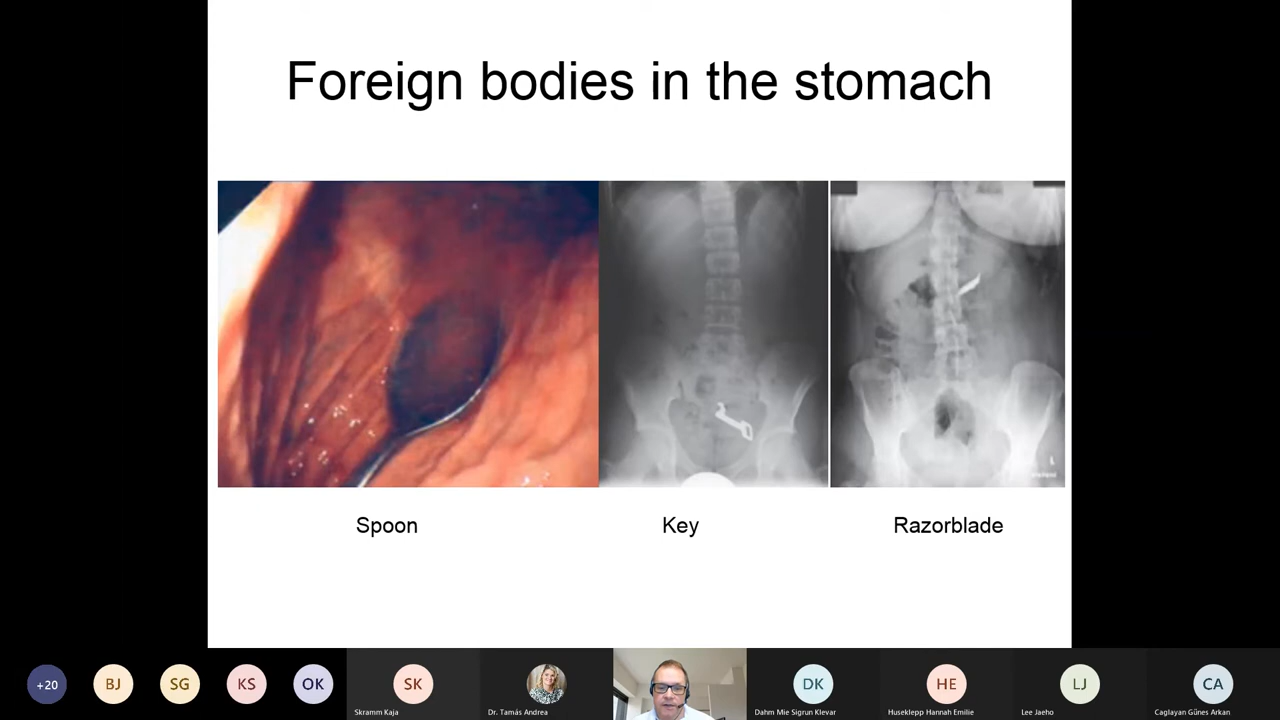 Foreign bodies in the stomach
L
Spoon
Key
Razorblade
+20
BJ
SG
KS
OK
SK
Skramm Kaja
Dr. Tamás Andrea
DK
Dahm Mie Sigrun Klevar
HE
Huseklepp Hannah Emilie
LJ
Lee Jaeho
CA
Caglayan Günes Arkan